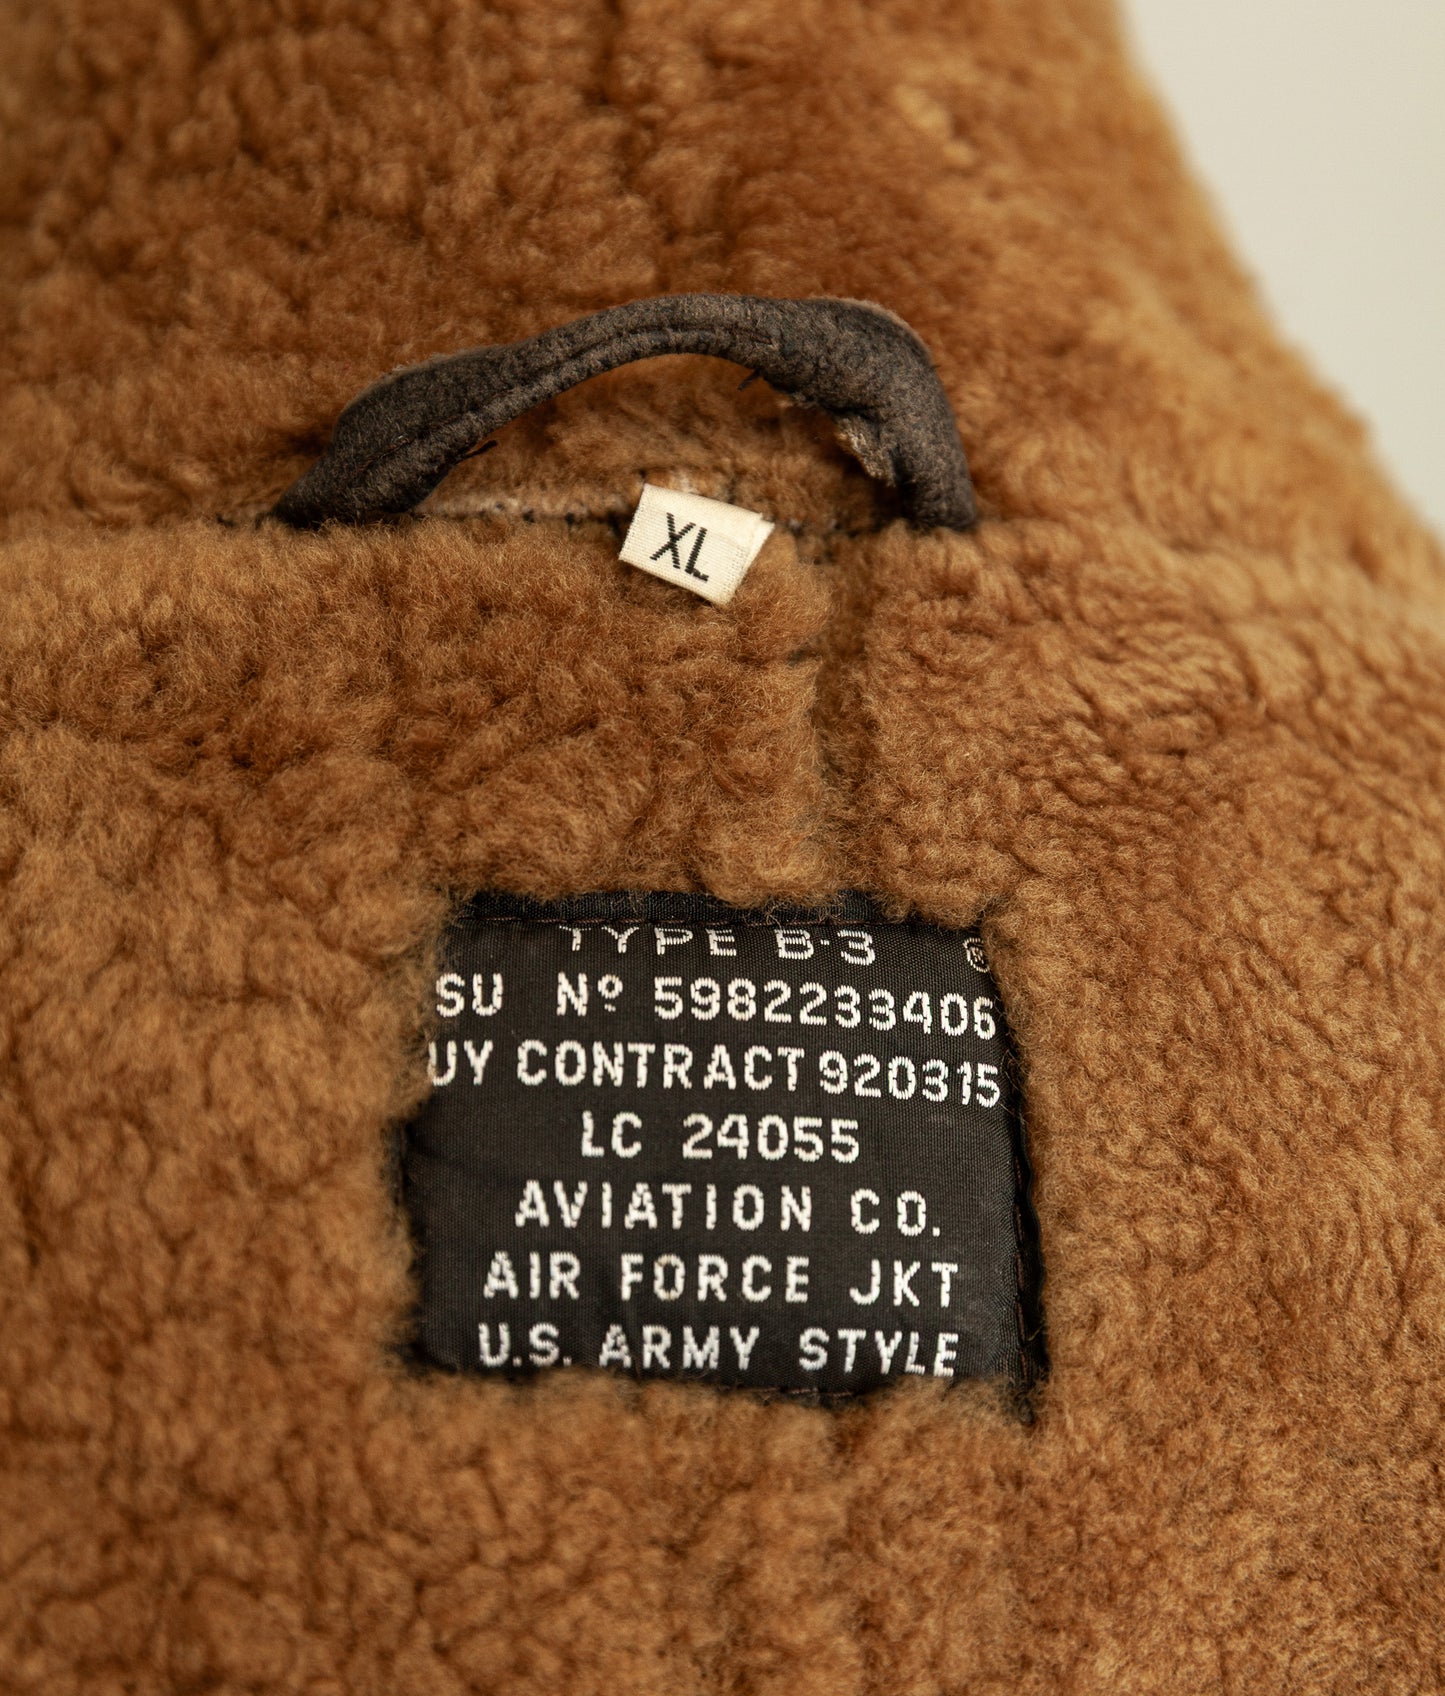 XL
TYPE B-3 ®
SU Nº 5982233406
UY CONTRACT 920315
LC 24055
AVIATION CO.
AIR FORCE JKT
U.S. ARMY STYLE